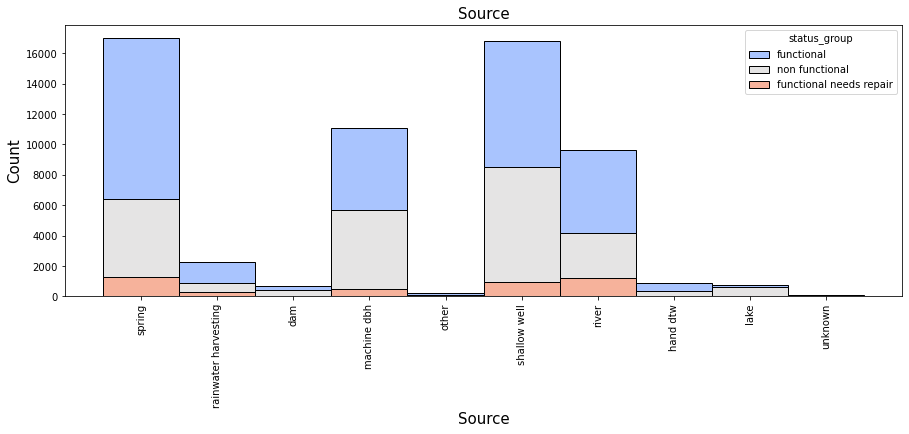 Source
status_group
functional
non functional
functional needs repair
Count
16000
14000
12000
10000
8000
6000
4000
2000
0
spring
rainwater harvesting
dam
machine dbh
other
shallow well
river
hand dtw
lake
unknown
Source